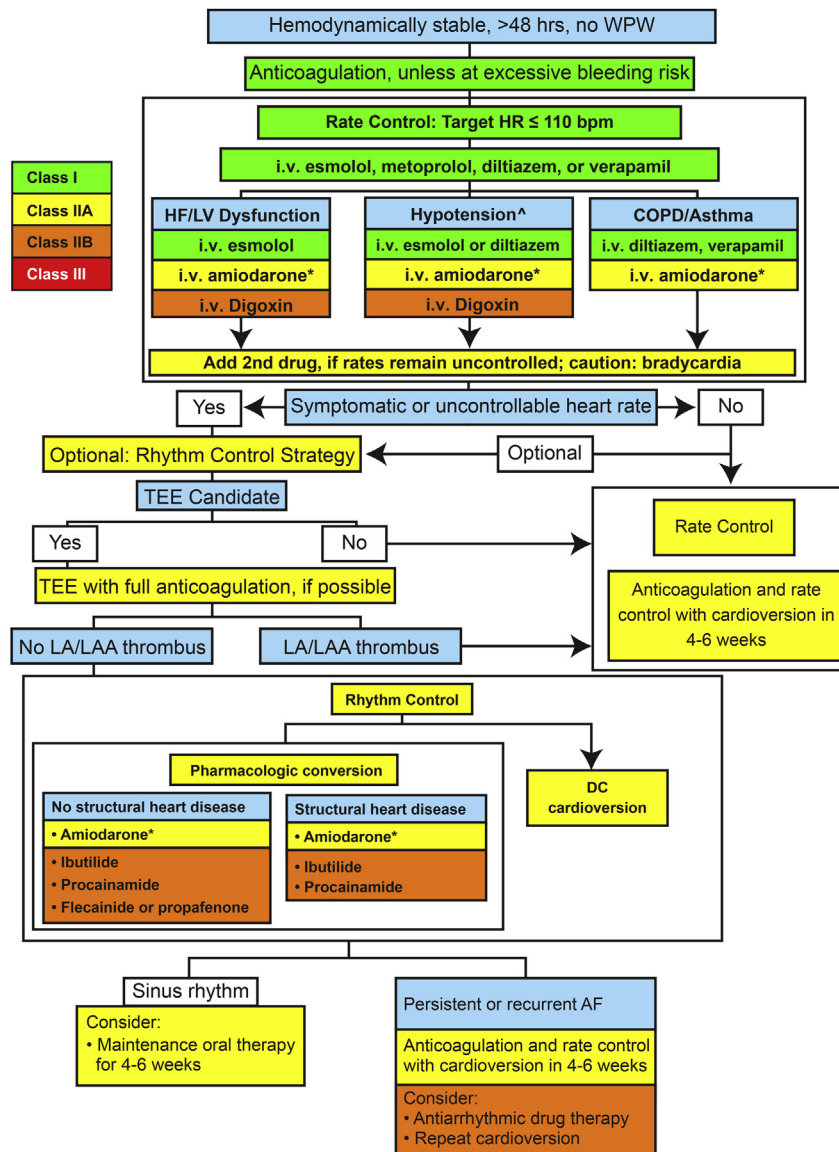 Hemodynamically stable, >48 hrs, no WPW
Anticoagulation, unless at excessive bleeding risk
Rate Control: Target HR ≤ 110 bpm
i.v. esmolol, metoprolol, diltiazem, or verapamil
Class I
Class IIA
Class IIB
Class III
HF/LV Dysfunction
i.v. esmolol
i.v. amiodarone*
i.v. Digoxin
Hypotension^
i.v. esmolol or diltiazem
i.v. amiodarone*
i.v. Digoxin
COPD/Asthma
i.v. diltiazem, verapamil
i.v. amiodarone*
Add 2nd drug, if rates remain uncontrolled; caution: bradycardia
Yes
Symptomatic or uncontrollable heart rate
No
Optional: Rhythm Control Strategy
Optional
TEE Candidate
Yes
No
Rate Control
Anticoagulation and rate
control with cardioversion in
4-6 weeks
TEE with full anticoagulation, if possible
No LA/LAA thrombus
LA/LAA thrombus
Rhythm Control
Pharmacologic conversion
DC
cardioversion
No structural heart disease
• Amiodarone*
• Ibutilide
• Procainamide
• Flecainide or propafenone
Structural heart disease
• Amiodarone*
• Ibutilide
• Procainamide
Sinus rhythm
Consider:
• Maintenance oral therapy
for 4-6 weeks
Persistent or recurrent AF
Anticoagulation and rate control
with cardioversion in 4-6 weeks
Consider:
• Antiarrhythmic drug therapy
• Repeat cardioversion